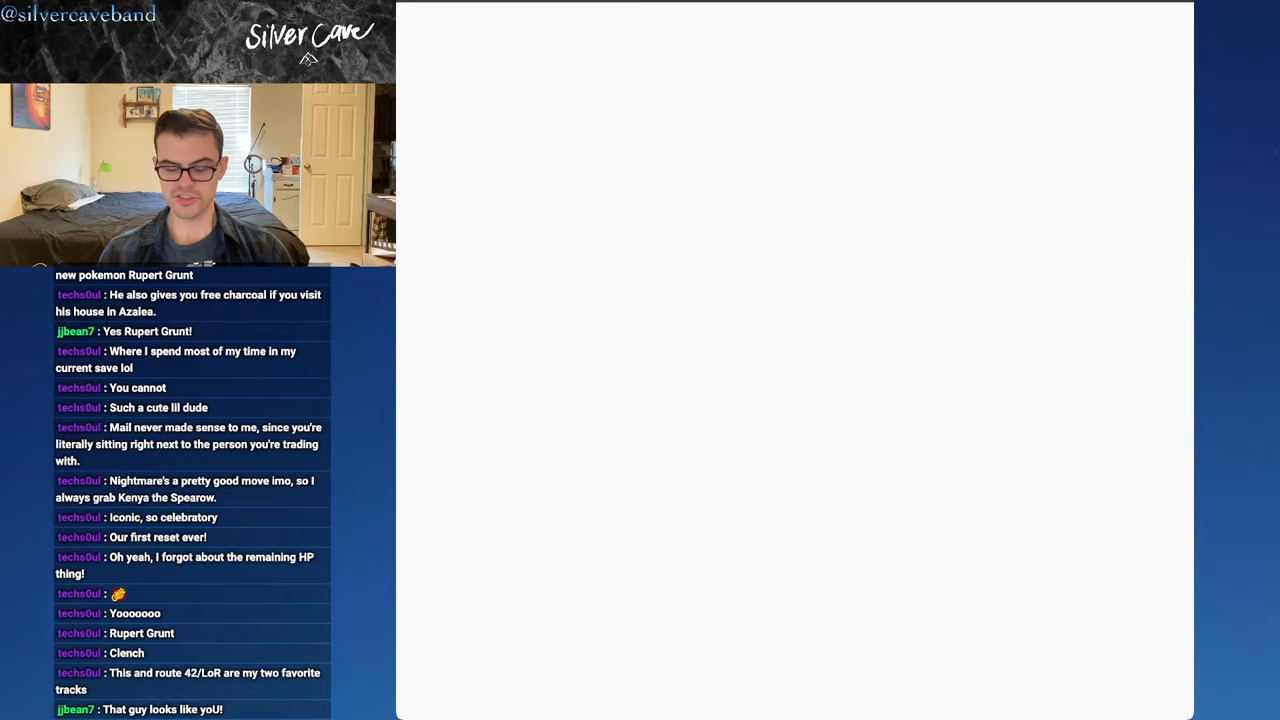 @silvercaveband
Silver Cave
new pokemon Rupert Grunt
techs0ul : He also gives you free charcoal if you visit
his house in Azalea.
jjbean7 : Yes Rupert Grunt!
techs0ul : Where I spend most of my time in my
current save lol
techs0ul : You cannot
techs0ul : Such a cute lil dude
techs0ul : Mail never made sense to me, since you're
literally sitting right next to the person you're trading
with.
techs0ul : Nightmare's a pretty good move imo, so I
always grab Kenya the Spearow.
techs0ul : Iconic, so celebratory
techs0ul : Our first reset ever!
techs0ul : Oh yeah, I forgot about the remaining HP
thing!
techs0ul :
techs0ul : Yooooooo
techs0ul : Rupert Grunt
techs0ul : Clench
techs0ul : This and route 42/LoR are my two favorite
tracks
jjbean7 : That guy looks like yoU!